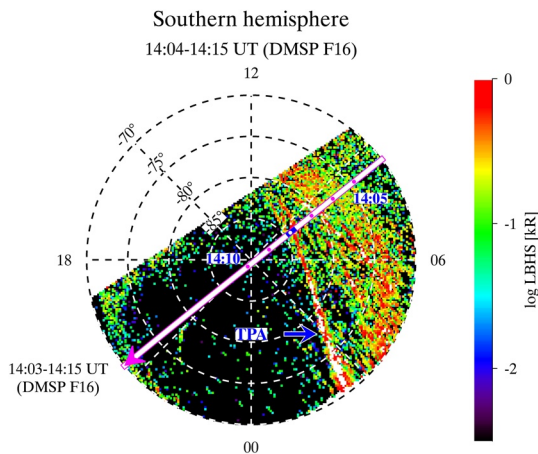 Southern hemisphere
14:04-14:15 UT (DMSP F16)
12
-70°
-75°
-80°
-85°
14:05
14:10
18
06
TPA
14:03-14:15 UT
(DMSP F16)
00
0
-1
-2
log LBHS [kR]